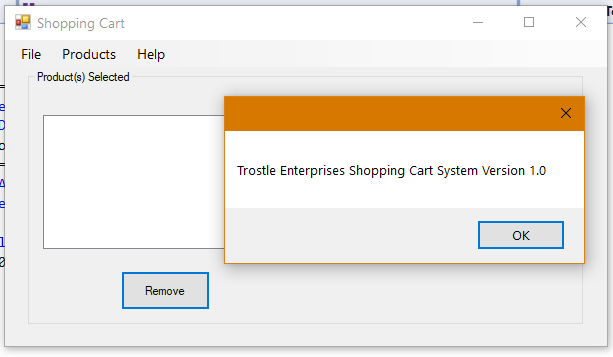 Shopping Cart
File Products Help
Product(s) Selected
Trostle Enterprises Shopping Cart System Version 1.0
OK
Remove